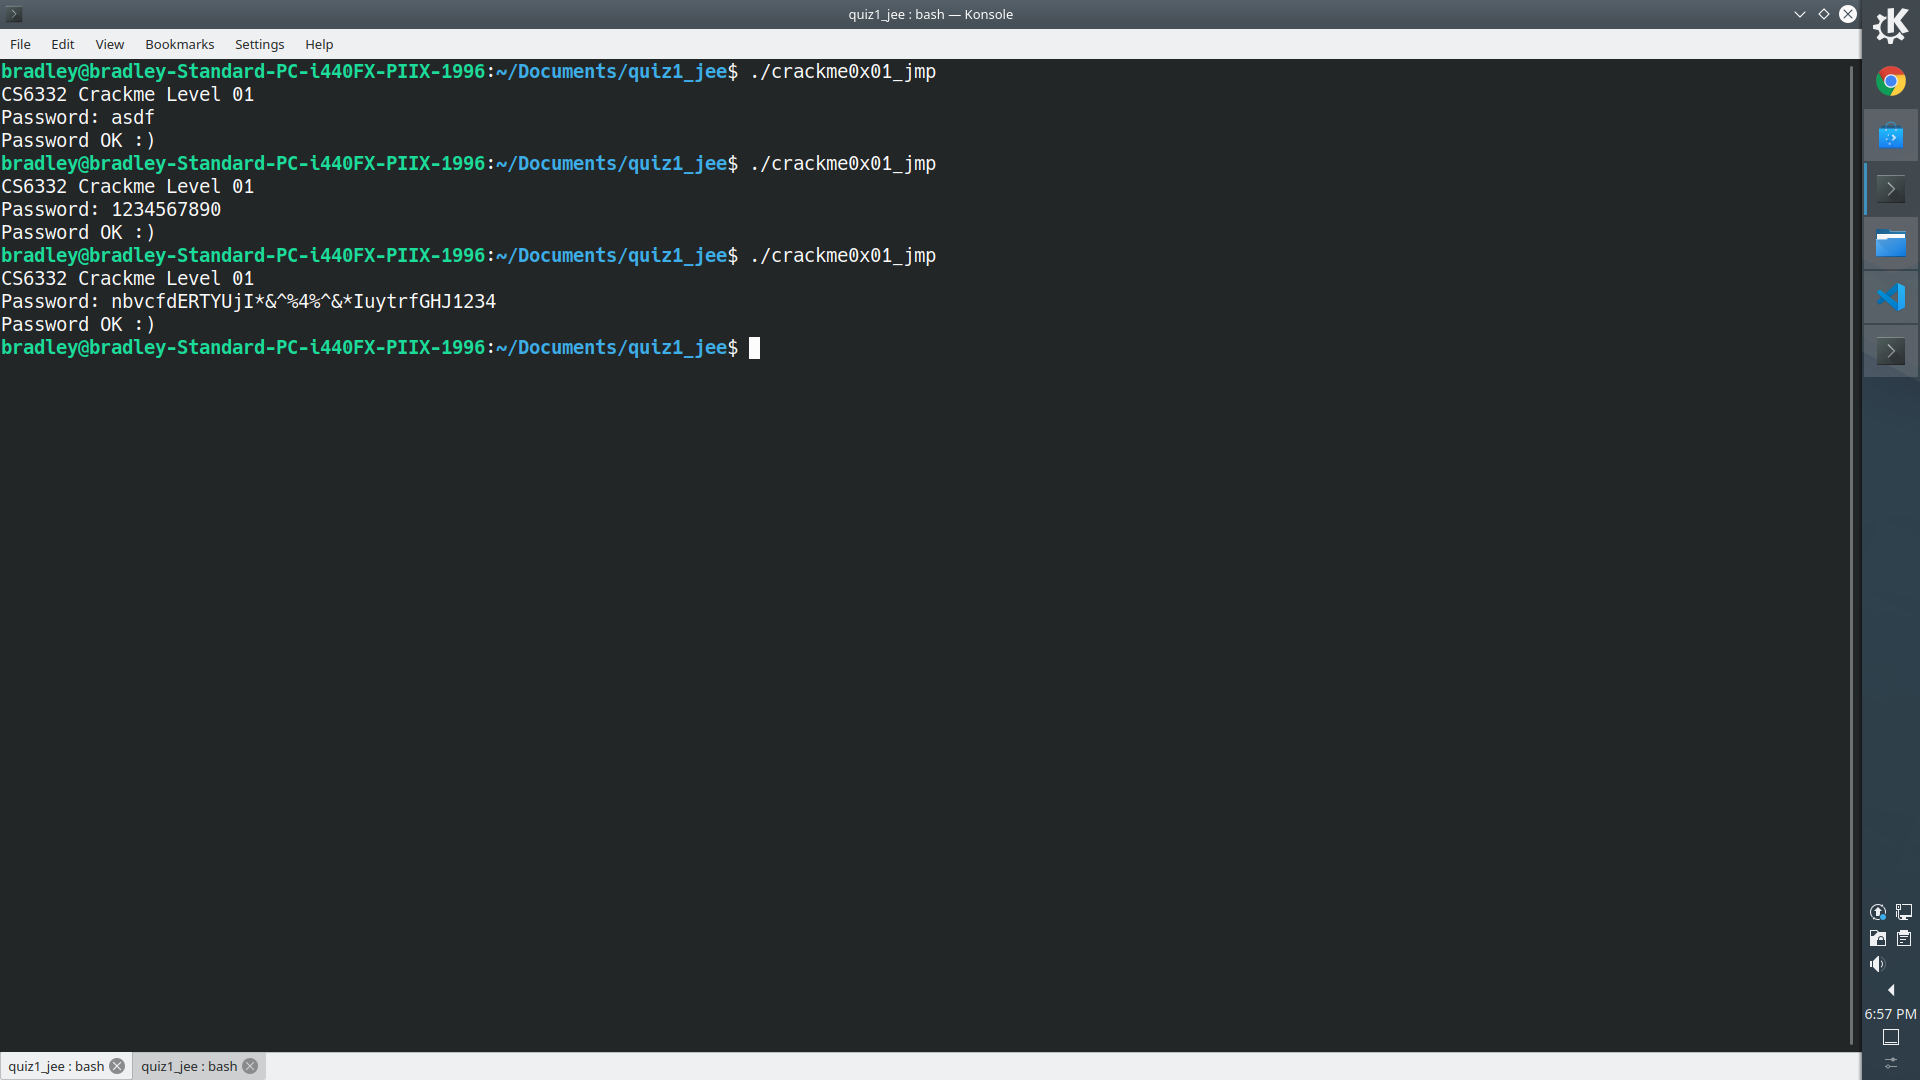 quiz1_jee : bash — Konsole
File Edit View Bookmarks Settings Help
bradley@bradley-Standard-PC-i440FX-PIIX-1996:~/Documents/quiz1_jee$ ./crackme0x01_jmp
CS6332 Crackme Level 01
Password: asdf
Password OK :)
bradley@bradley-Standard-PC-i440FX-PIIX-1996:~/Documents/quiz1_jee$ ./crackme0x01_jmp
CS6332 Crackme Level 01
Password: 1234567890
Password OK :)
bradley@bradley-Standard-PC-i440FX-PIIX-1996:~/Documents/quiz1_jee$ ./crackme0x01_jmp
CS6332 Crackme Level 01
Password: nbvcfdERTYUjI*&^%4%^&*IuytrfGHJ1234
Password OK :)
bradley@bradley-Standard-PC-i440FX-PIIX-1996:~/Documents/quiz1_jee$
6:57 PM
quiz1_jee : bash quiz1_jee : bash